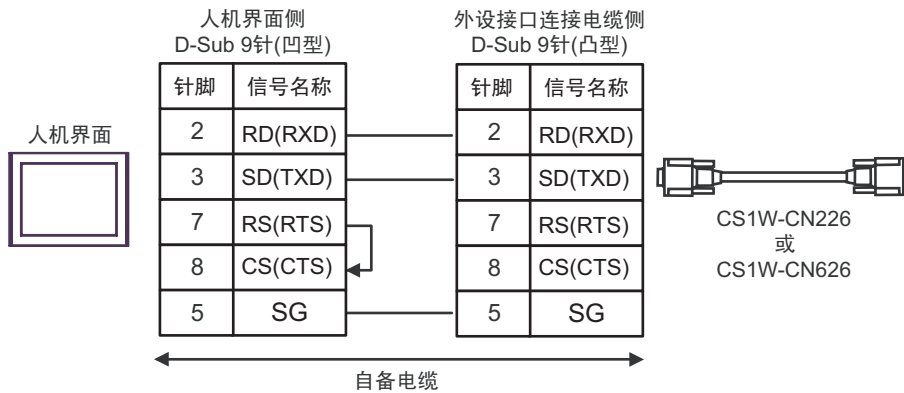 人机界面侧
D-Sub 9针(凹型)
外设接口连接电缆侧
D-Sub 9针(凸型)
人机界面
针脚 信号名称
2 RD(RXD)
3 SD(TXD)
7 RS(RTS)
8 CS(CTS)
5 SG
针脚 信号名称
2 RD(RXD)
3 SD(TXD)
7 RS(RTS)
8 CS(CTS)
5 SG
CS1W-CN226
或
CS1W-CN626
自备电缆